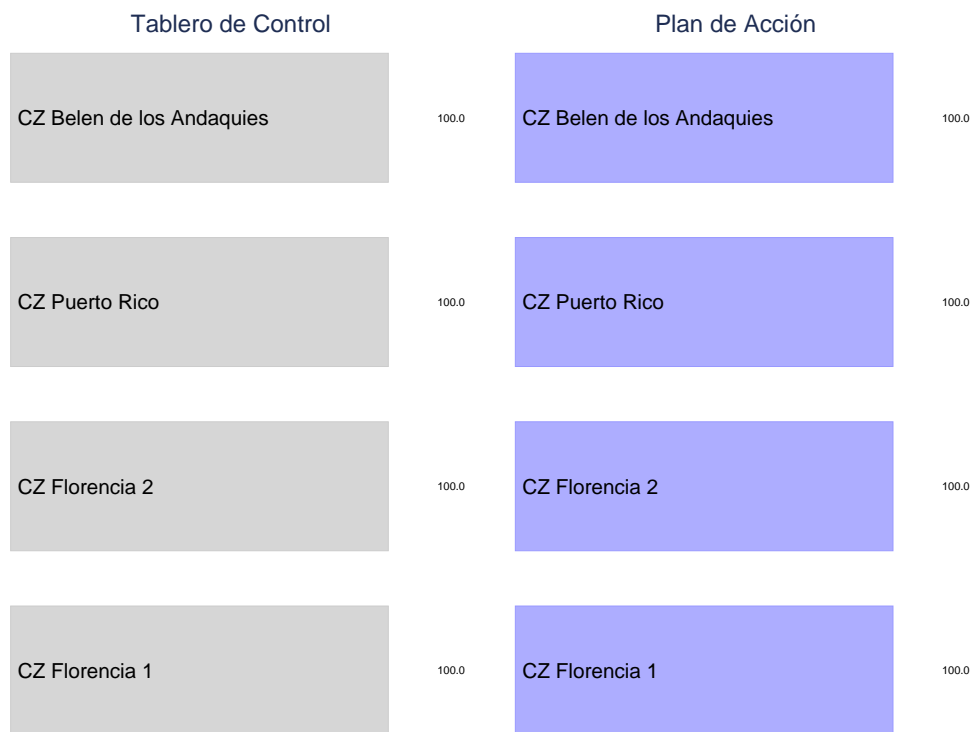 Tablero de Control
Plan de Acción
CZ Belen de los Andaquies 100.0 CZ Belen de los Andaquies 100.0
CZ Puerto Rico 100.0 CZ Puerto Rico 100.0
CZ Florencia 2 100.0 CZ Florencia 2 100.0
CZ Florencia 1 100.0 CZ Florencia 1 100.0